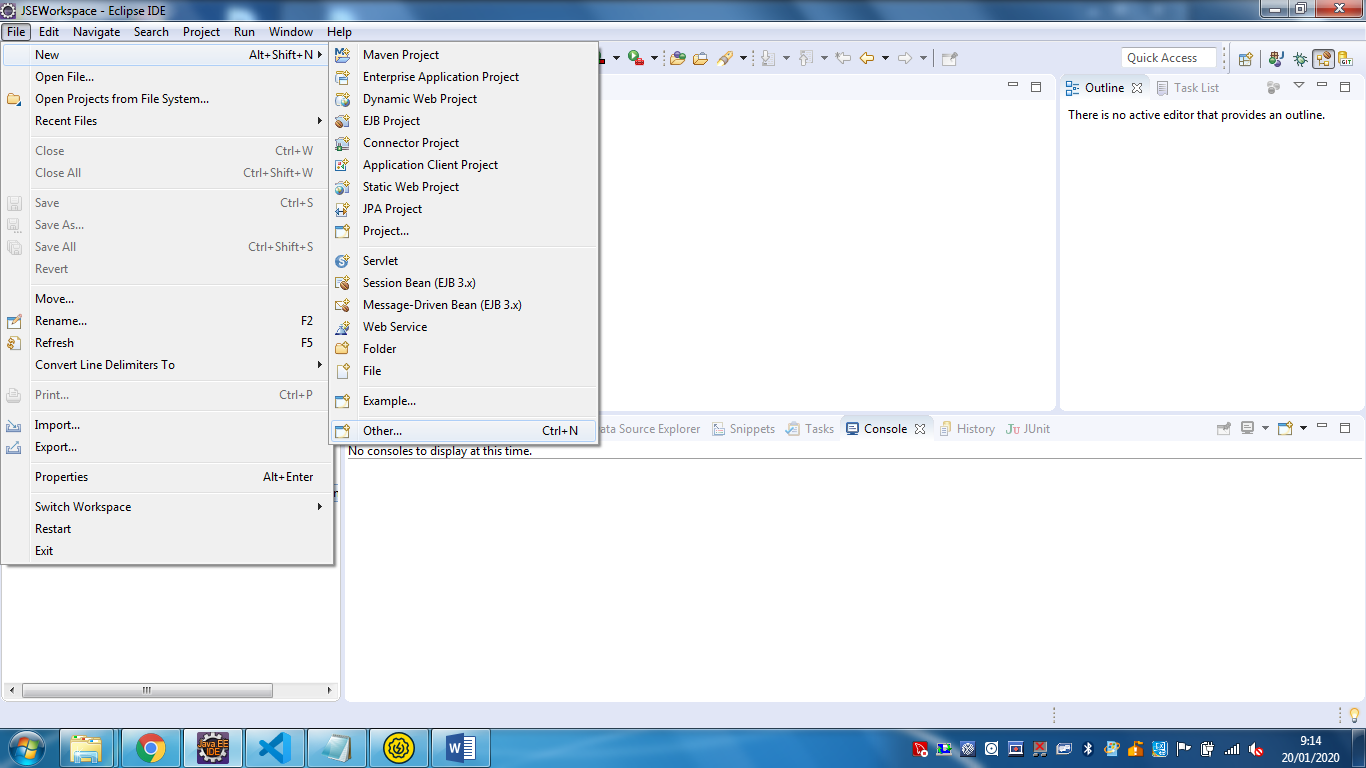 JSEWorkspace - Eclipse IDE
File Edit Navigate Search Project Run Window Help
New Alt+Shift+N
Open File...
Open Projects from File System...
Recent Files
Close Ctrl+W
Close All Ctrl+Shift+W
Save Ctrl+S
Save As...
Save All Ctrl+Shift+S
Revert
Move...
Rename... F2
Refresh F5
Convert Line Delimiters To
Print... Ctrl+P
Import...
Export...
Properties Alt+Enter
Switch Workspace
Restart
Exit
Maven Project
Enterprise Application Project
Dynamic Web Project
EJB Project
Connector Project
Application Client Project
Static Web Project
JPA Project
Project...
Servlet
Session Bean (EJB 3.x)
Message-Driven Bean (EJB 3.x)
Web Service
Folder
File
Example...
Other... Ctrl+N
Quick Access
Outline Task List
There is no active editor that provides an outline.
ata Source Explorer Snippets Tasks Console History JUnit
No consoles to display at this time.
Java EE
IDE
9:14
20/01/2020